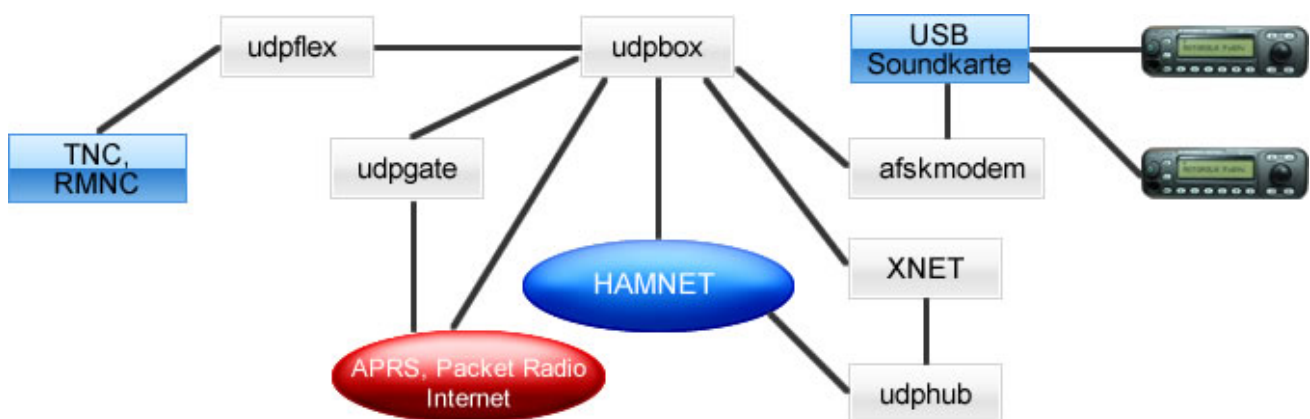 udpflex
udpbox
USB
Soundkarte
TNC,
RMNC
udpgate
afskmodem
HAMNET
XNET
APRS, Packet Radio
Internet
udphub